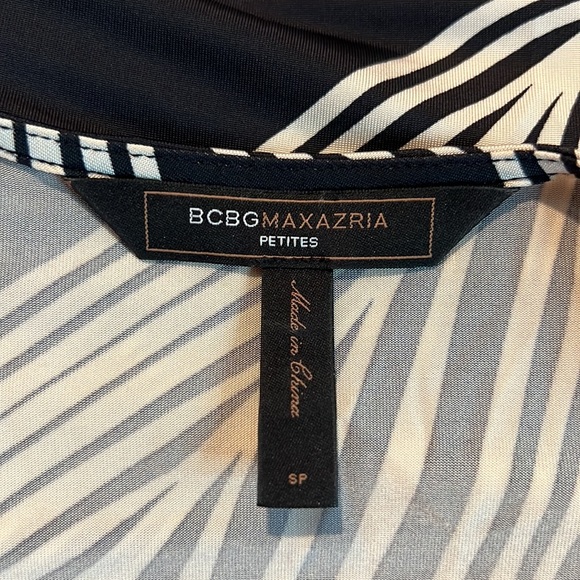 BCBGMAXAZRIA
PETITES
Made in China
SP